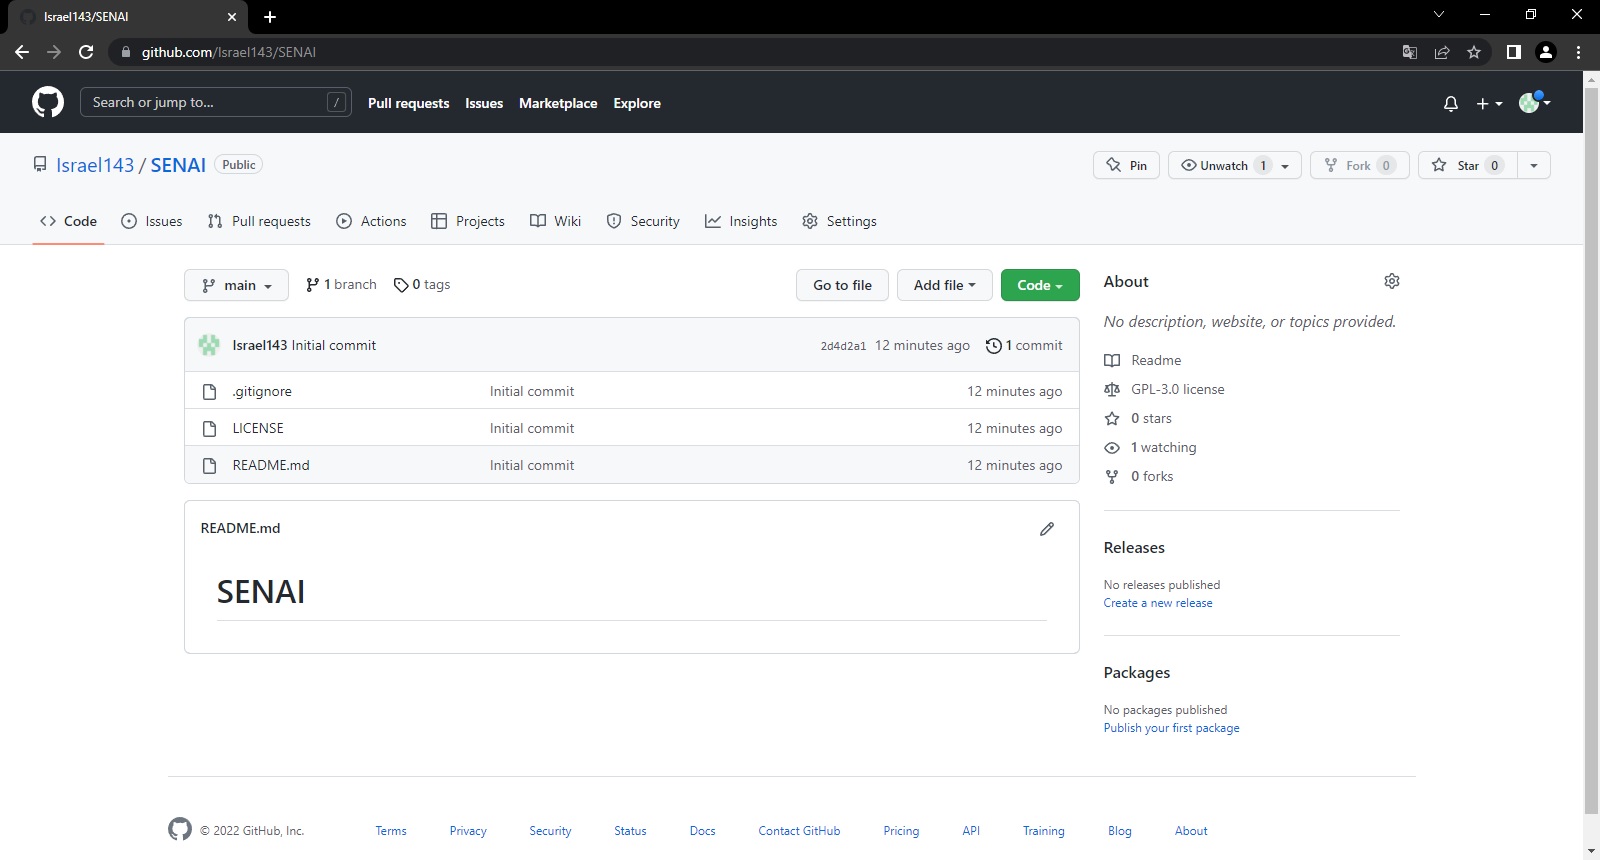 Israel143/SENAI
github.com/Israel143/SENAI
Search or jump to... / Pull requests Issues Marketplace Explore
Israel143 / SENAI Public Pin Unwatch 1 Fork 0 Star 0
Code Issues Pull requests Actions Projects Wiki Security Insights Settings
main 1 branch 0 tags Go to file Add file Code
Israel143 Initial commit 2d4d2a1 12 minutes ago 1 commit
.gitignore Initial commit 12 minutes ago
LICENSE Initial commit 12 minutes ago
README.md Initial commit 12 minutes ago
README.md
SENAI
About
No description, website, or topics provided.
Readme
GPL-3.0 license
0 stars
1 watching
0 forks
Releases
No releases published
Create a new release
Packages
No packages published
Publish your first package
© 2022 GitHub, Inc. Terms Privacy Security Status Docs Contact GitHub Pricing API Training Blog About